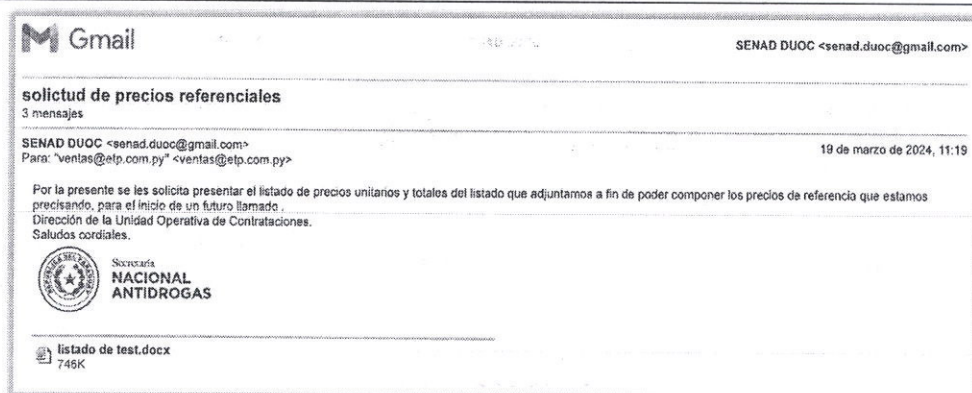 Gmail
SENAD DUOC <senad.duoc@gmail.com>
solictud de precios referenciales
3 mensajes
SENAD DUOC <senad.duoc@gmail.com>
19 de marzo de 2024, 11:19
Para: "ventas@etp.com.py" <ventas@etp.com.py>
Por la presente se les solicita presentar el listado de precios unitarios y totales del listado que adjuntamos a fin de poder componer los precios de referencia que estamos
precisando, para el inicio de un futuro llamado .
Dirección de la Unidad Operativa de Contrataciones.
Saludos cordiales.
Secretaría
NACIONAL
ANTIDROGAS
listado de test.docx
746K